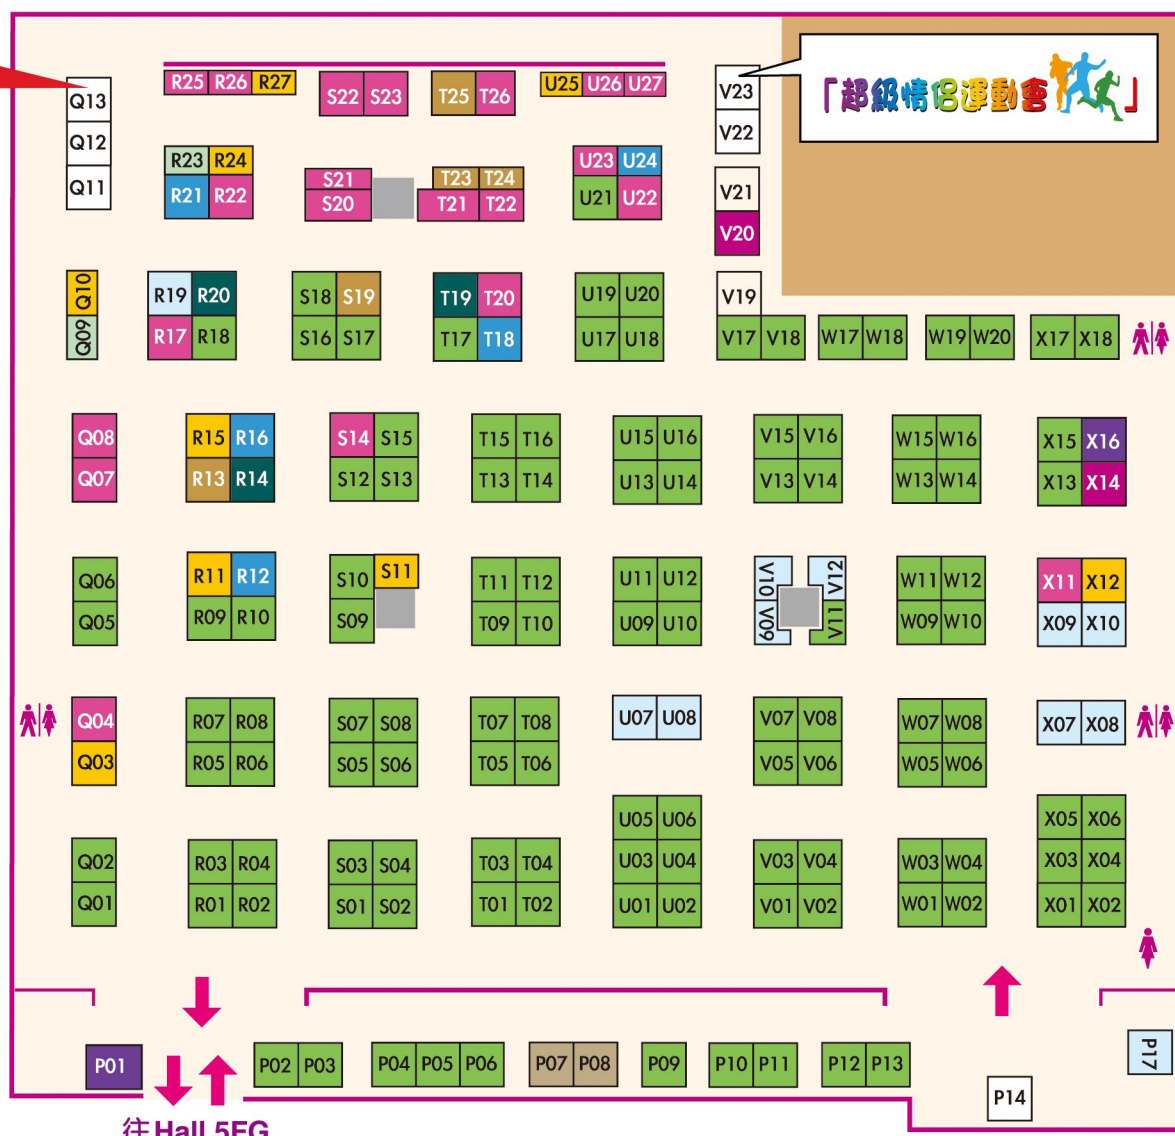 R25 R26 R27
S22 S23
T25 T26
U25 U26 U27
V23
「超級情侶運動會」
Q13
Q12
Q11
V22
R23 R24
R21 R22
S21
S20
T23 T24
T21 T22
U23 U24
U21 U22
V21
V20
Q10
Q09
R19 R20
R17 R18
S18 S19
S16 S17
T19 T20
T17 T18
U19 U20
U17 U18
V19
V17 V18
W17 W18
W19 W20
X17 X18
Q08
Q07
R15 R16
R13 R14
S14 S15
S12 S13
T15 T16
T13 T14
U15 U16
U13 U14
V15 V16
V13 V14
W15 W16
W13 W14
X15 X16
X13 X14
Q06
Q05
R11 R12
R09 R10
S10 S11
S09
T11 T12
T09 T10
U11 U12
U09 U10
V10 V12
V09 V11
W11 W12
W09 W10
X11 X12
X09 X10
Q04
Q03
R07 R08
R05 R06
S07 S08
S05 S06
T07 T08
T05 T06
U07 U08
V07 V08
V05 V06
W07 W08
W05 W06
X07 X08
Q02
Q01
R03 R04
R01 R02
S03 S04
S01 S02
T03 T04
T01 T02
U05 U06
U03 U04
U01 U02
V03 V04
V01 V02
W03 W04
W01 W02
X05 X06
X03 X04
X01 X02
P01
P02 P03
P04 P05 P06
P07 P08
P09
P10 P11
P12 P13
P17
P14
往 Hall 5FG